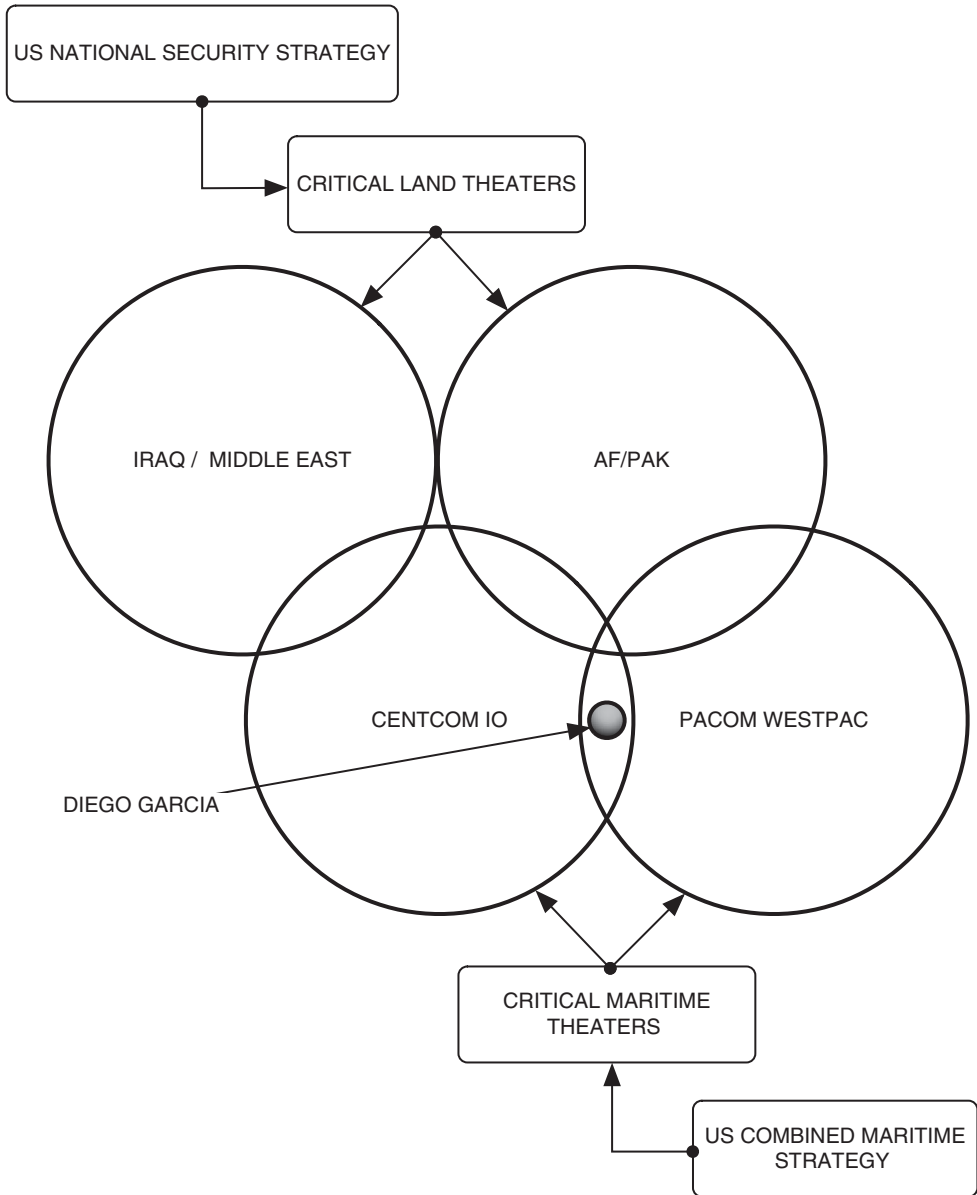 US NATIONAL SECURITY STRATEGY
CRITICAL LAND THEATERS
IRAQ / MIDDLE EAST
AF/PAK
CENTCOM IO
PACOM WESTPAC
DIEGO GARCIA
CRITICAL MARITIME
THEATERS
US COMBINED MARITIME
STRATEGY